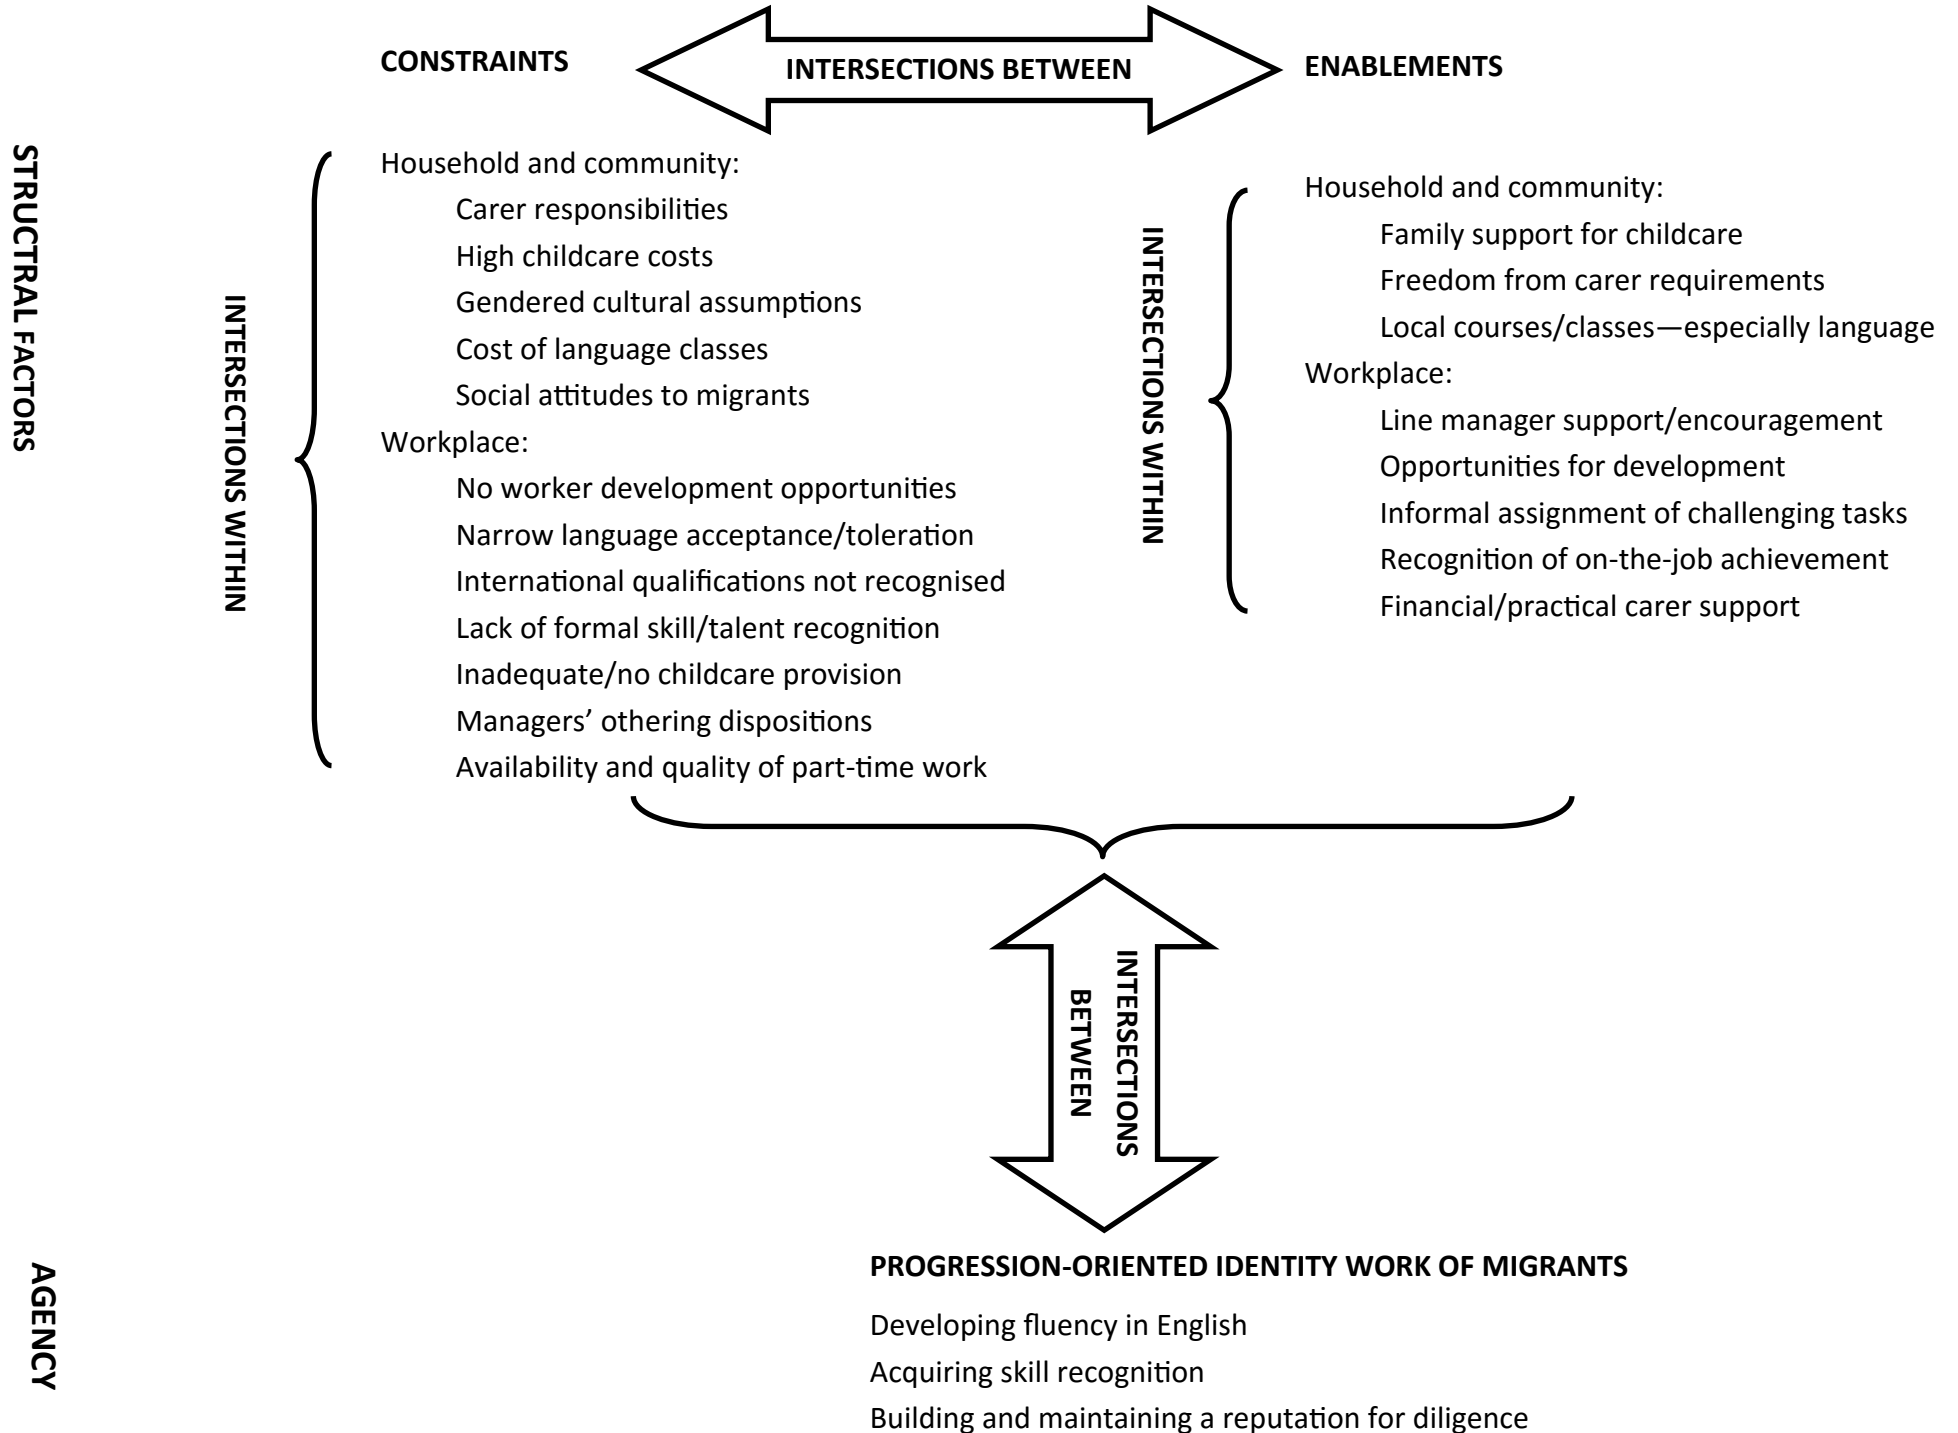 CONSTRAINTS
INTERSECTIONS BETWEEN
ENABLEMENTS
STRUCTRAL FACTORS
INTERSECTIONS WITHIN
Household and community:
Carer responsibilities
High childcare costs
Gendered cultural assumptions
Cost of language classes
Social attitudes to migrants
Workplace:
No worker development opportunities
Narrow language acceptance/toleration
International qualifications not recognised
Lack of formal skill/talent recognition
Inadequate/no childcare provision
Managers’ othering dispositions
Availability and quality of part-time work
INTERSECTIONS WITHIN
Household and community:
Family support for childcare
Freedom from carer requirements
Local courses/classes—especially language
Workplace:
Line manager support/encouragement
Opportunities for development
Informal assignment of challenging tasks
Recognition of on-the-job achievement
Financial/practical carer support
INTERSECTIONS
BETWEEN
AGENCY
PROGRESSION-ORIENTED IDENTITY WORK OF MIGRANTS
Developing fluency in English
Acquiring skill recognition
Building and maintaining a reputation for diligence